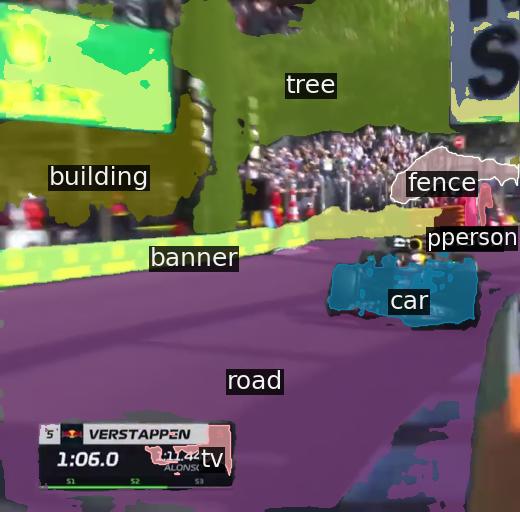 S
tree
building
fence
pperson
banner
car
road
5 VERSTAPPEN
1:06.0
ALONSO
tv
S1 S2 S3